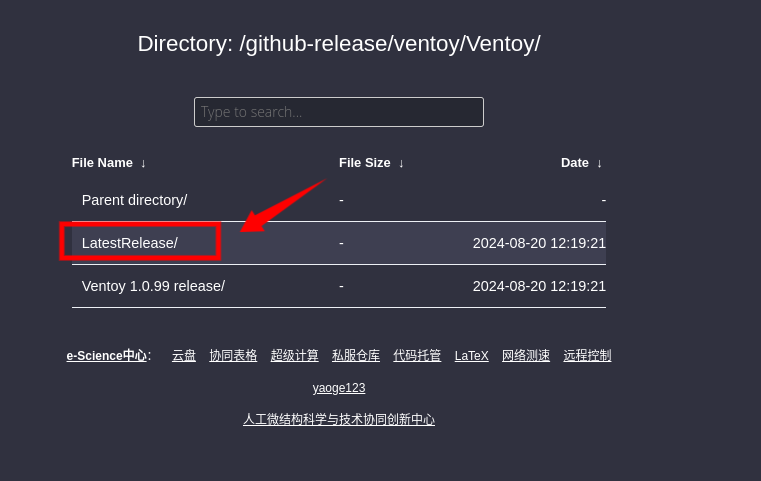 Directory: /github-release/ventoy/Ventoy/
Type to search...
File Name ↓ File Size ↓ Date ↓
Parent directory/ - -
LatestRelease/ - 2024-08-20 12:19:21
Ventoy 1.0.99 release/ - 2024-08-20 12:19:21
e-Science中心: 云盘 协同表格 超级计算 私服仓库 代码托管 LaTeX 网络测速 远程控制
yaoge123
人工微结构科学与技术协同创新中心